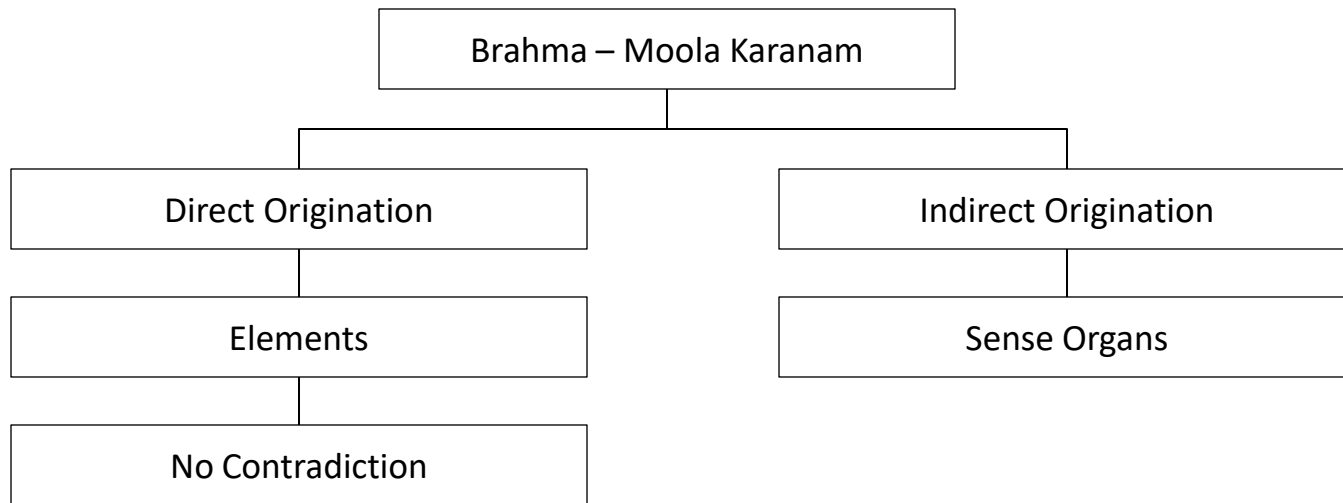 Brahma – Moola Karanam
Direct Origination
Indirect Origination
Elements
Sense Organs
No Contradiction